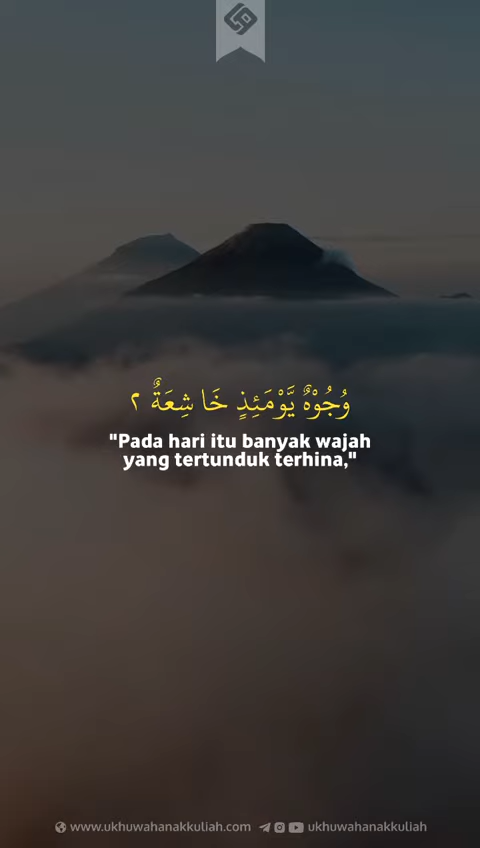 وُجُوْهٌ يَّوْمَئِذٍ خَا شِعَةٌ ٢
"Pada hari itu banyak wajah
yang tertunduk terhina,"
www.ukhuwahanakkuliah.com ukhuwahanakkuliah